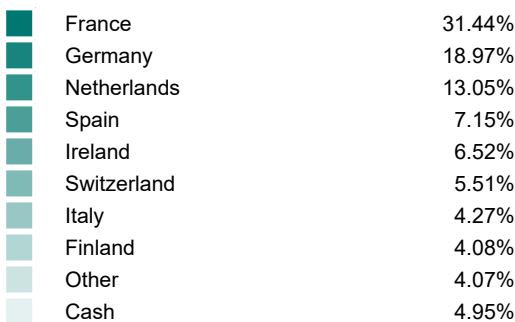 France 31.44%
Germany 18.97%
Netherlands 13.05%
Spain 7.15%
Ireland 6.52%
Switzerland 5.51%
Italy 4.27%
Finland 4.08%
Other 4.07%
Cash 4.95%